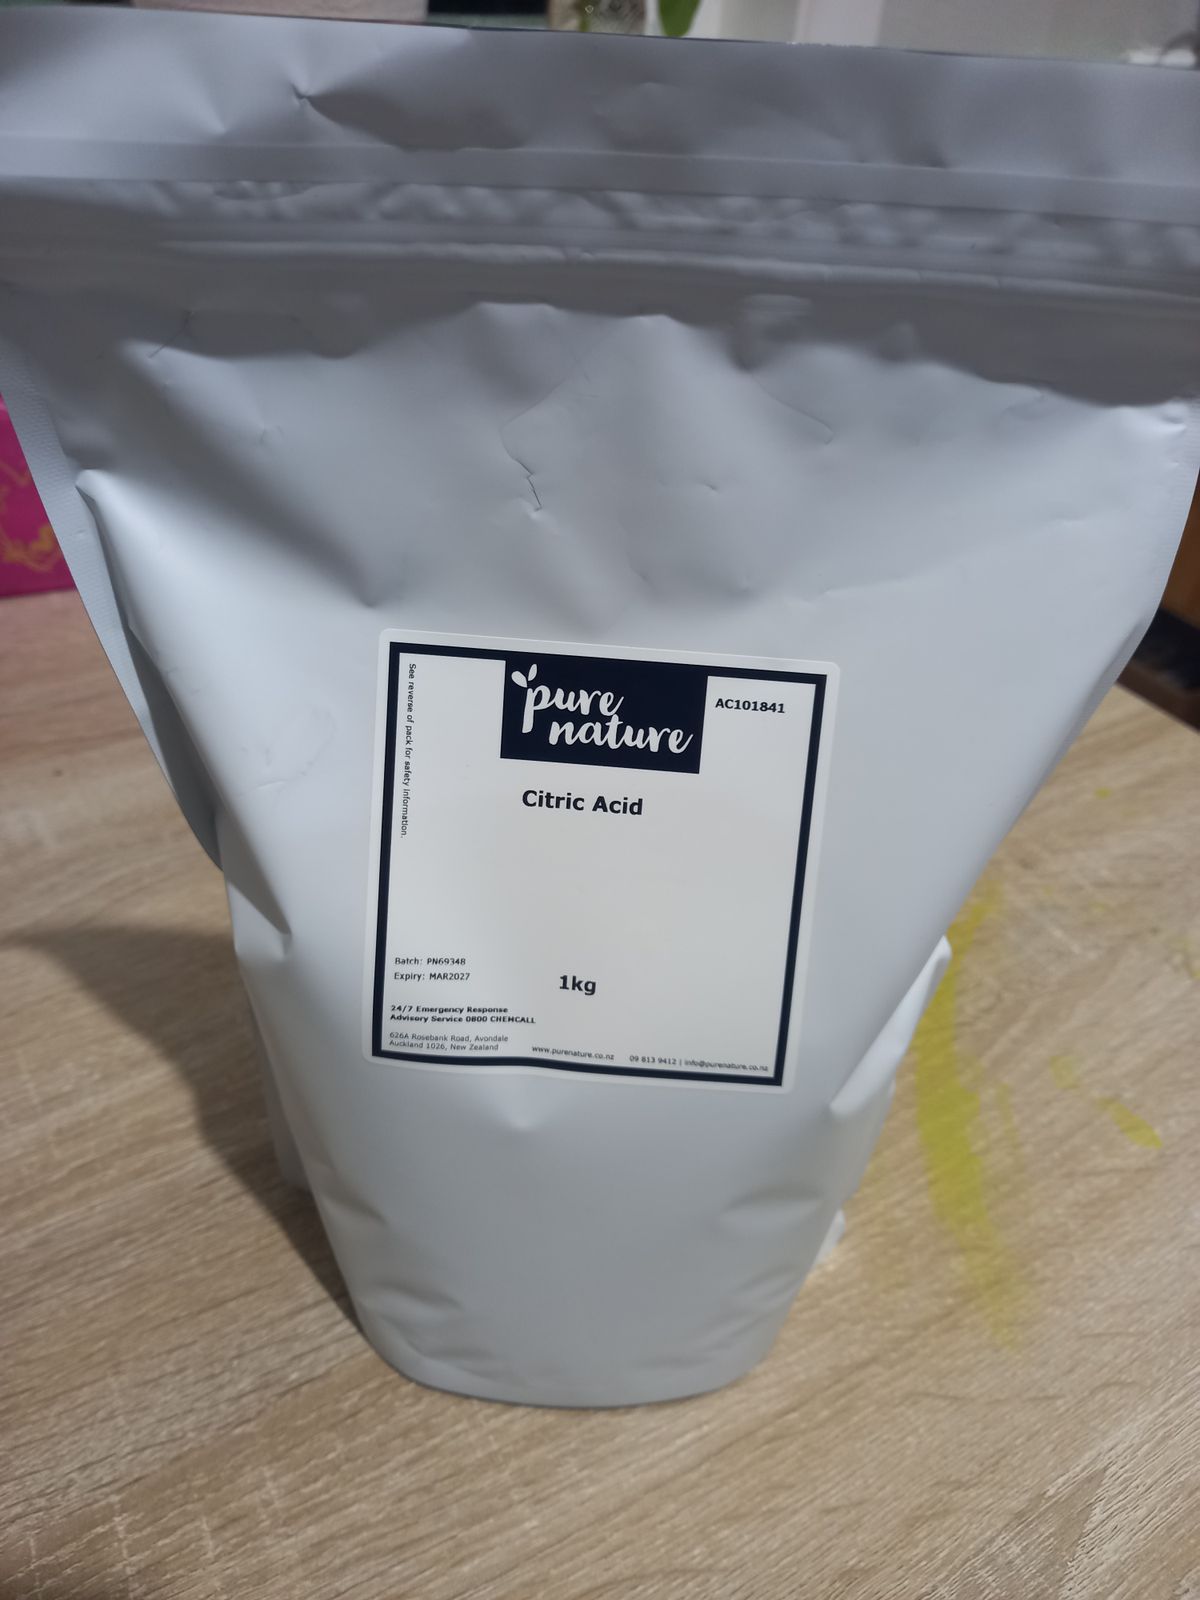 pure
nature
AC101841
See reverse of pack for safety information.
Citric Acid
Batch: PN69348
Expiry: MAR2027
1kg
24/7 Emergency Response
Advisory Service 0800 CHEMCALL
626A Rosebank Road, Avondale
Auckland 1026, New Zealand
www.purenature.co.nz 09 813 9412 | info@purenature.co.nz